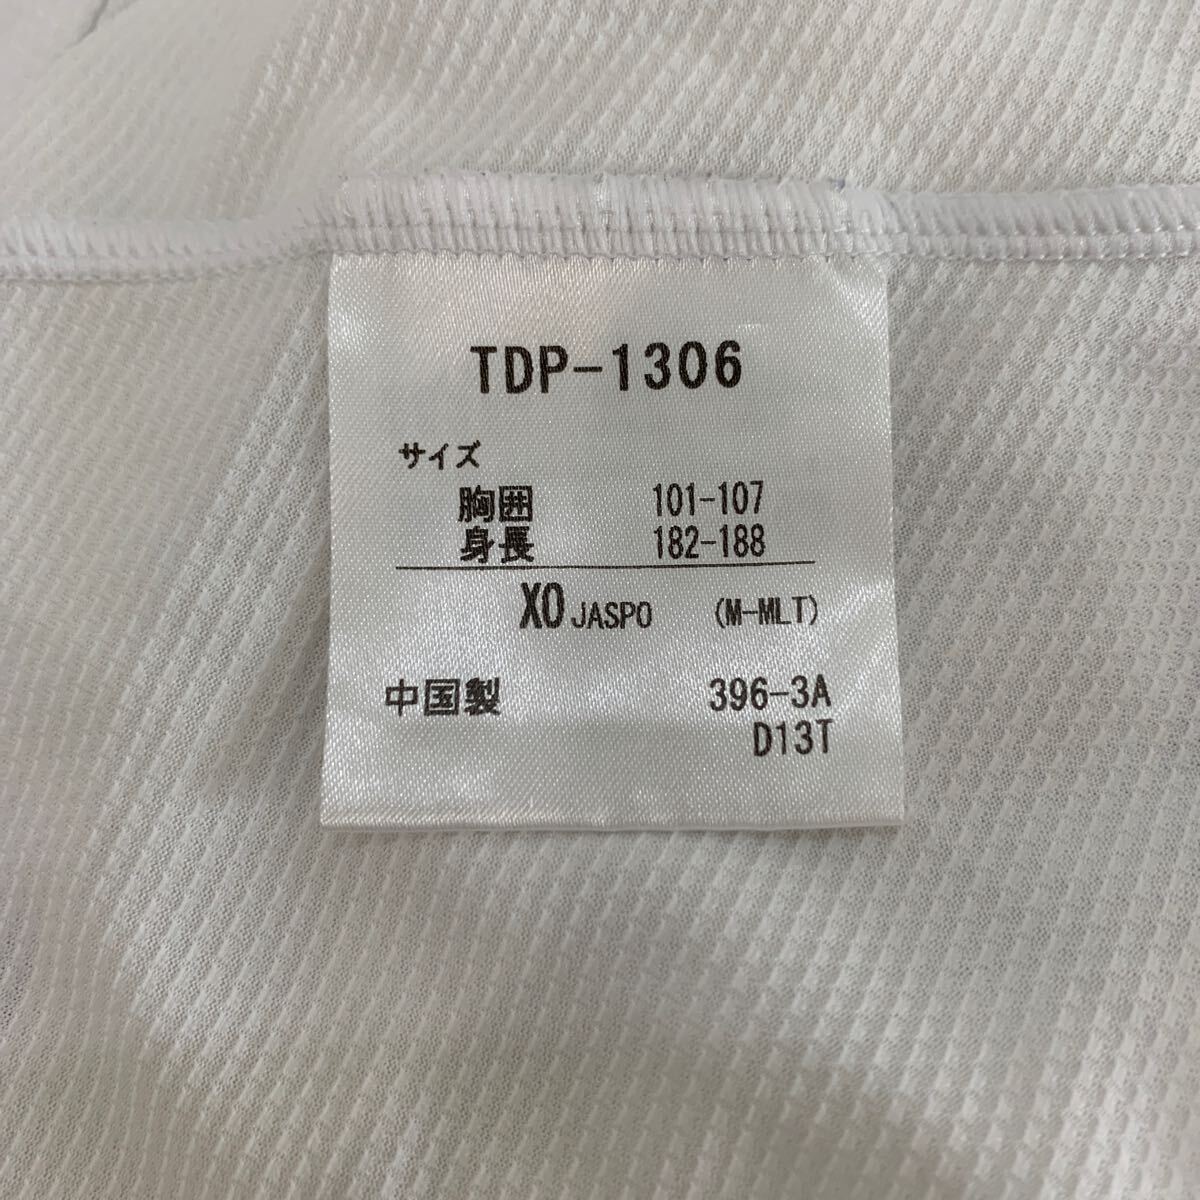 TDP-1306
サイズ
胸囲 101-107
身長 182-188
XO JASPO (M-MLT)
中国製 396-3A
D13T